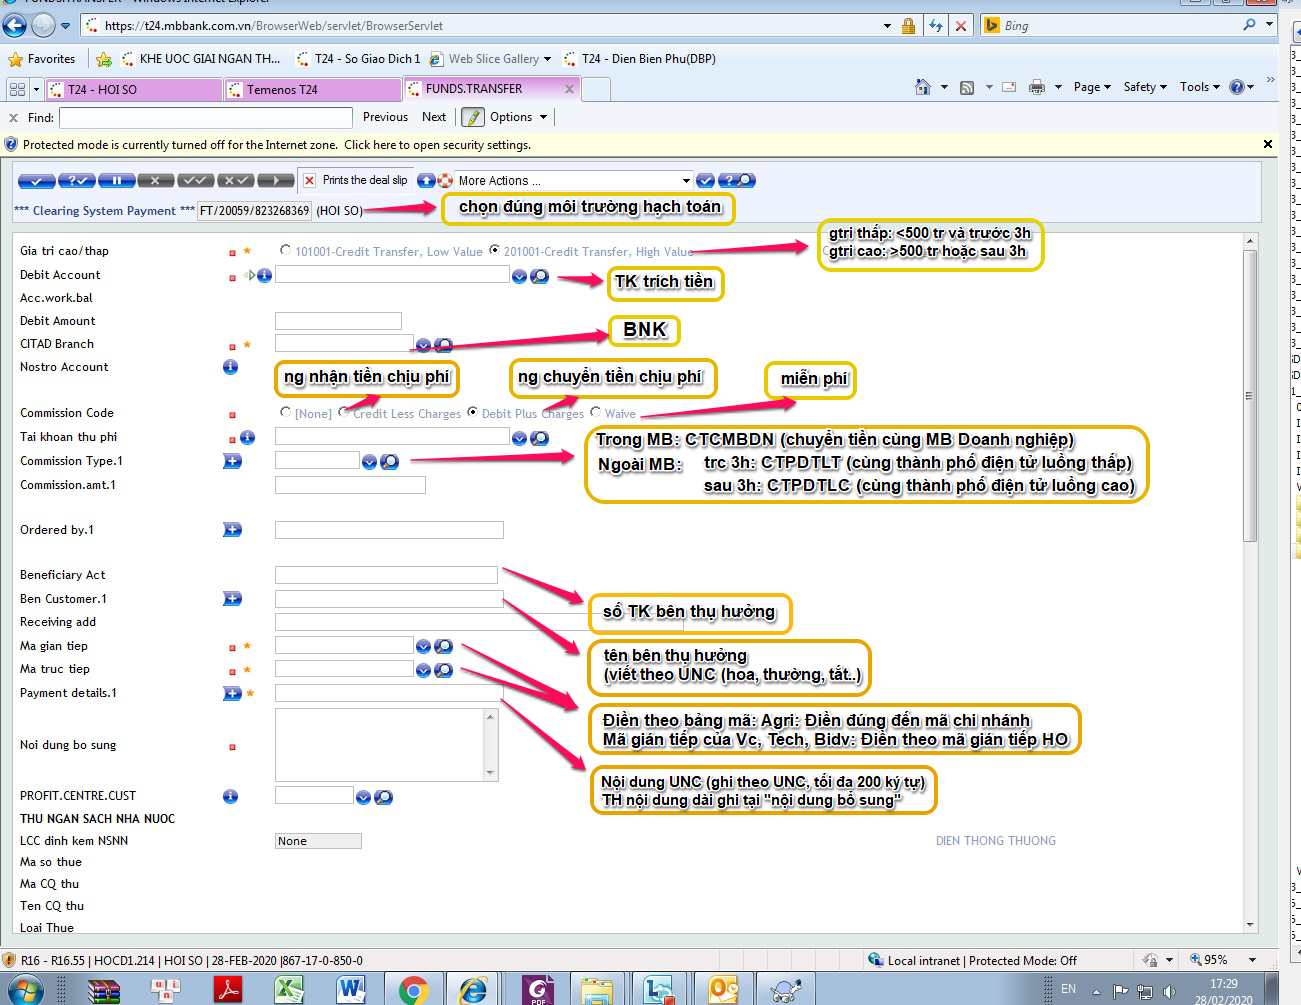 FUNDS.TRANSFER - Windows Internet Explorer
https://t24.mbbank.com.vn/BrowserWeb/servlet/BrowserServlet
Bing
Favorites
KHE UOC GIAI NGAN TH...
T24 - So Giao Dich 1
Web Slice Gallery
T24 - Dien Bien Phu(DBP)
T24 - HOI SO
Temenos T24
FUNDS.TRANSFER
Page
Safety
Tools
Find:
Previous
Next
Options
Protected mode is currently turned off for the Internet zone. Click here to open security settings.
Prints the deal slip
More Actions ...
*** Clearing System Payment *** FT/20059/823268369 (HOI SO)
chọn đúng môi trường hạch toán
Gia tri cao/thap
101001-Credit Transfer, Low Value
201001-Credit Transfer, High Value
gtri thấp: <500 tr và trước 3h
gtri cao: >500 tr hoặc sau 3h
Debit Account
TK trích tiền
Acc.work.bal
Debit Amount
CITAD Branch
BNK
Nostro Account
ng nhận tiền chịu phí
ng chuyển tiền chịu phí
miễn phí
Commission Code
[None]
Credit Less Charges
Debit Plus Charges
Waive
Tai khoan thu phi
Trong MB: CTCMBDN (chuyển tiền cùng MB Doanh nghiệp)
Commission Type.1
Ngoài MB: trc 3h: CTPDTLT (cùng thành phố điện tử luồng thấp)
Commission.amt.1
sau 3h: CTPDTLC (cùng thành phố điện tử luồng cao)
Ordered by.1
Beneficiary Act
Ben Customer.1
số TK bên thụ hưởng
Receiving add
Ma gian tiep
tên bên thụ hưởng
(viết theo UNC (hoa, thường, tắt..)
Ma truc tiep
Payment details.1
Điền theo bảng mã: Agri: Điền đúng đến mã chi nhánh
Mã gián tiếp của Vc, Tech, Bidv: Điền theo mã gián tiếp HO
Noi dung bo sung
Nội dung UNC (ghi theo UNC, tối đạ 200 ký tự)
TH nội dung dài ghi tại "nội dung bổ sung"
PROFIT.CENTRE.CUST
THU NGAN SACH NHA NUOC
LCC dinh kem NSNN
None
DIEN THONG THUONG
Ma so thue
Ma CQ thu
Ten CQ thu
Loai Thue
R16 - R16.55 | HOCD1.214 | HOI SO | 28-FEB-2020 |867-17-0-850-0
Local intranet | Protected Mode: Off
95%
EN
17:29
28/02/2020